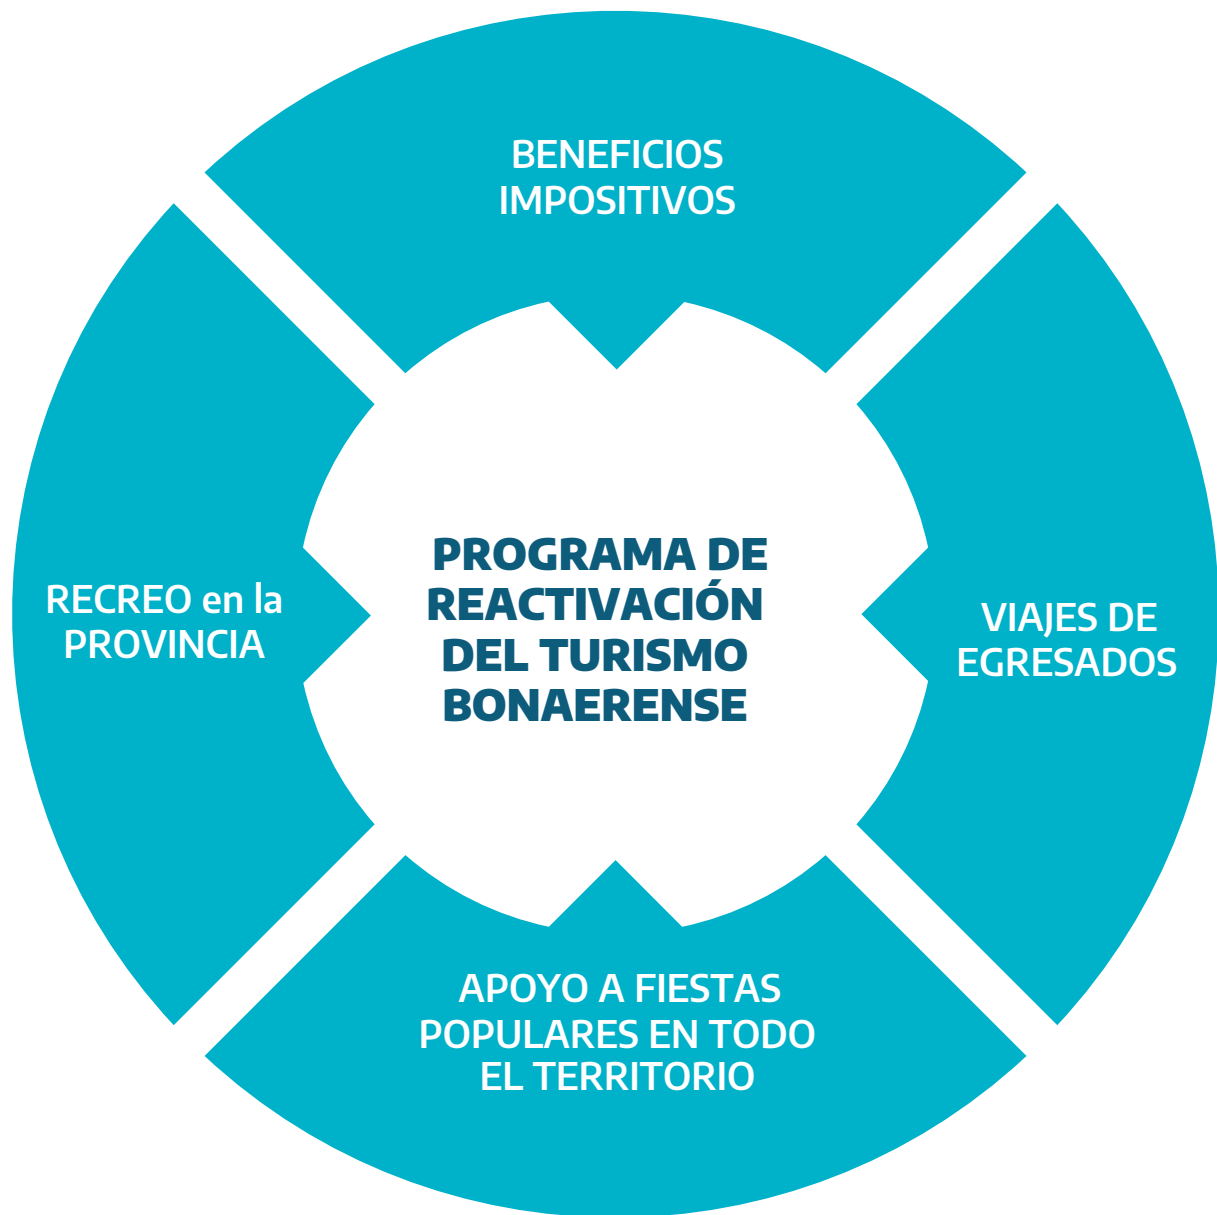 BENEFICIOS
IMPOSITIVOS
RECREO en la
PROVINCIA
PROGRAMA DE
REACTIVACIÓN
DEL TURISMO
BONAERENSE
VIAJES DE
EGRESADOS
APOYO A FIESTAS
POPULARES EN TODO
EL TERRITORIO